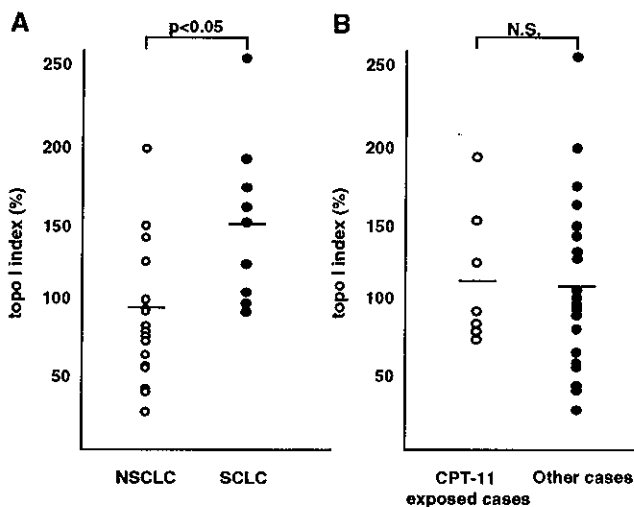 A
p<0.05
250
200
150
100
50
topo I index (%)
NSCLC
SCLC
B
N.S.
250
200
150
100
50
topo I index (%)
CPT-11
exposed cases
Other cases